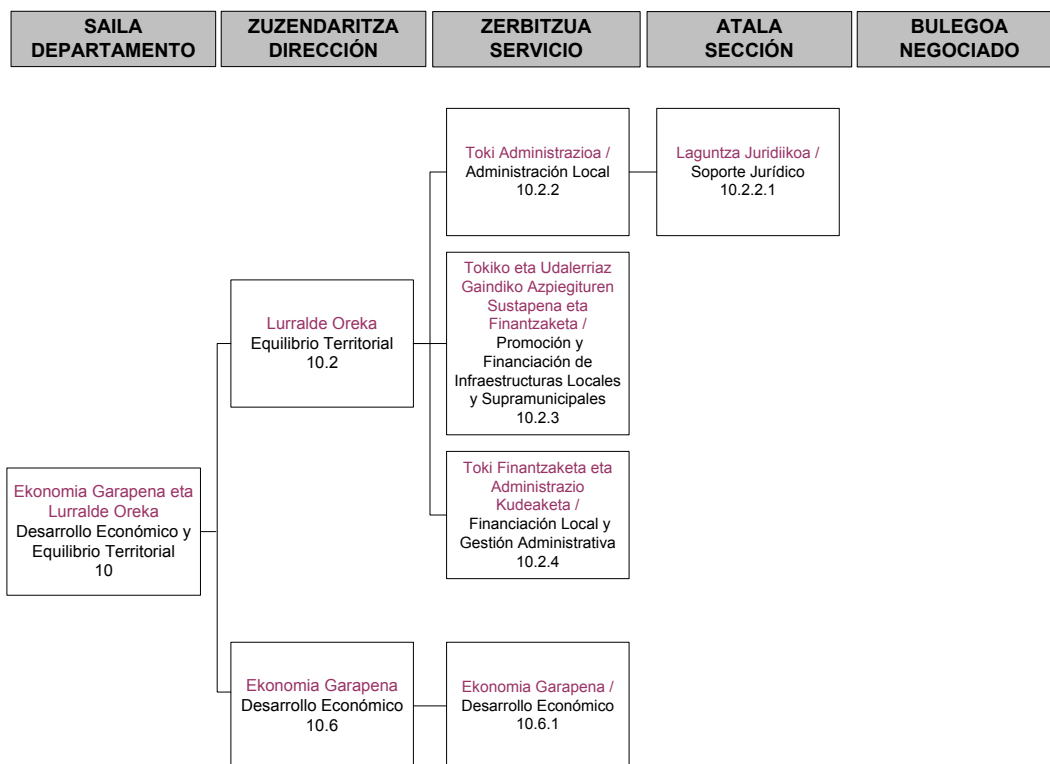 SAILA
DEPARTAMENTO
ZUZENDARITZA
DIRECCIÓN
ZERBITZUA
SERVICIO
ATALA
SECCIÓN
BULEGOA
NEGOCIADO
Toki Administrazioa /
Administración Local
10.2.2
Laguntza Juridiikoa /
Soporte Jurídico
10.2.2.1
Tokiko eta Udalerriaz
Gaindiko Azpiegituren
Sustapena eta
Finantzaketa /
Promoción y
Financiación de
Infraestructuras Locales
y Supramunicipales
10.2.3
Lurralde Oreka
Equilibrio Territorial
10.2
Toki Finantzaketa eta
Administrazio
Kudeaketa /
Financiación Local y
Gestión Administrativa
10.2.4
Ekonomia Garapena eta
Lurralde Oreka
Desarrollo Económico y
Equilibrio Territorial
10
Ekonomia Garapena
Desarrollo Económico
10.6
Ekonomia Garapena /
Desarrollo Económico
10.6.1